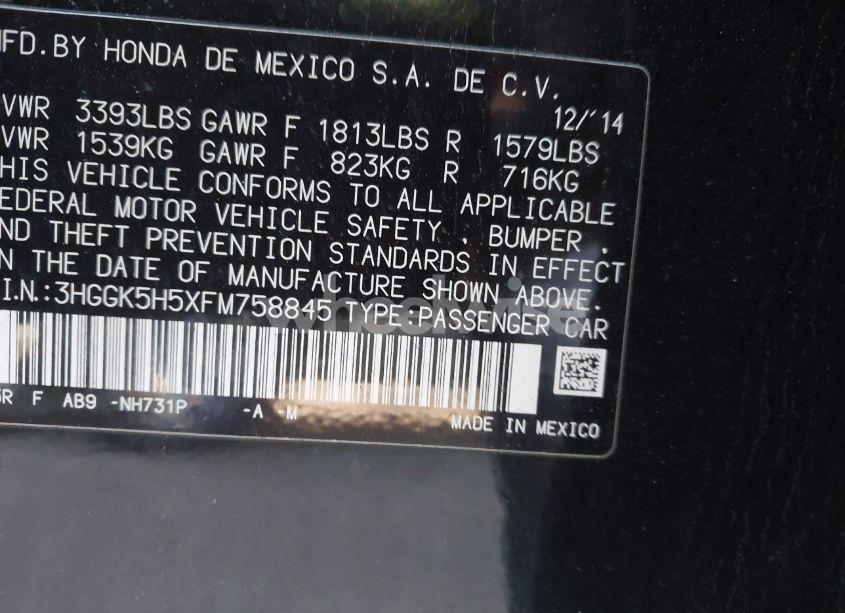 MFD.BY HONDA DE MEXICO S.A. DE C.V.
12/'14
VWR 3393LBS GAWR F 1813LBS R 1579LBS
VWR 1539KG GAWR F 823KG R 716KG
HIS VEHICLE CONFORMS TO ALL APPLICABLE
EDERAL MOTOR VEHICLE SAFETY , BUMPER ,
ND THEFT PREVENTION STANDARDS IN EFFECT
N THE DATE OF MANUFACTURE SHOWN ABOVE.
I.N.:3HGGK5H5XFM758845 TYPE:PASSENGER CAR
5R F AB9 -NH731P -A -M
MADE IN MEXICO